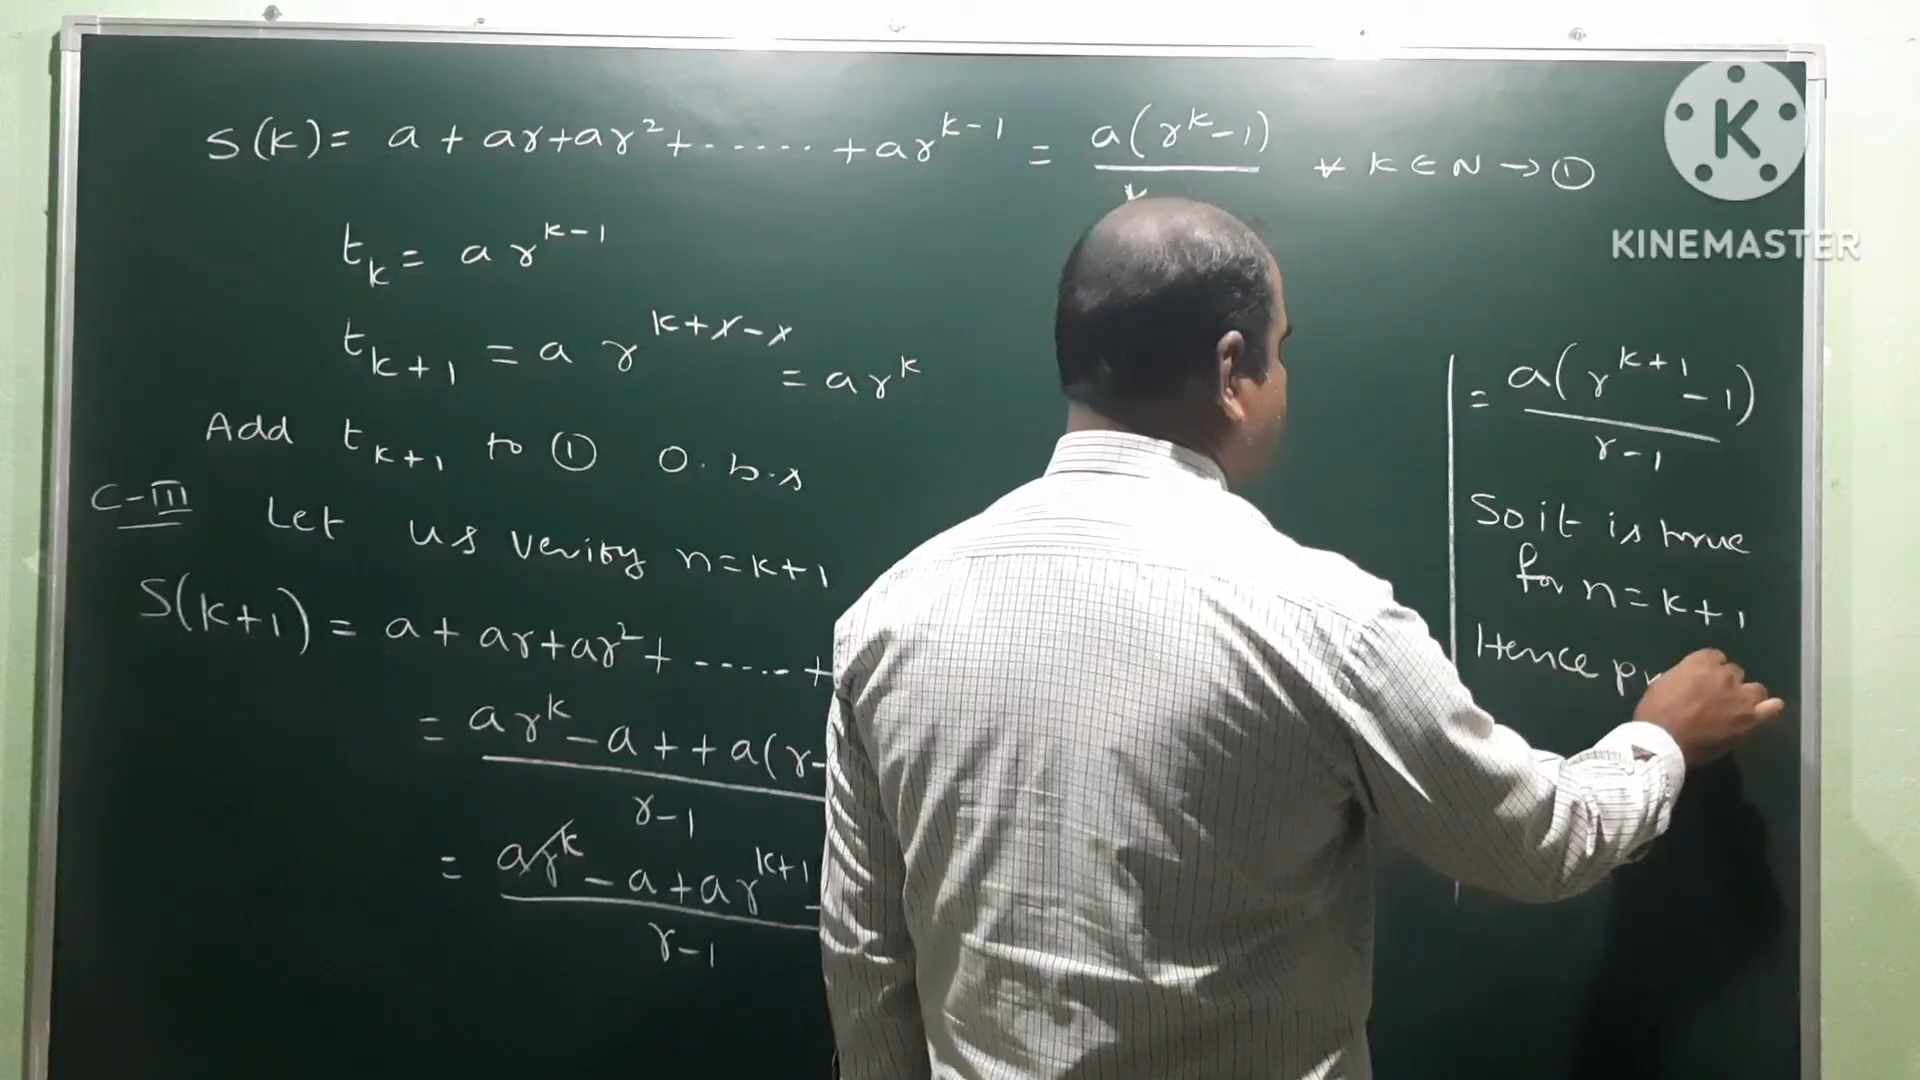 S(k) = a + ar + ar² + ...... + ar^{k-1} = a(r^k - 1) / ∀ k ∈ N → ①
K
KINEMASTER
t_k = a r^{k-1}
t_{k+1} = a r^{k+1-1} = a r^k
Add t_{k+1} to ① O.b.s
C-III Let us verify n = k+1
S(k+1) = a + ar + ar² + ...... +
= ar^k - a + + a(r- / r-1
= ar^k - a + ar^{k+1} / r-1
= a(r^{k+1} - 1) / r-1
So it is true
for n = k+1
Hence